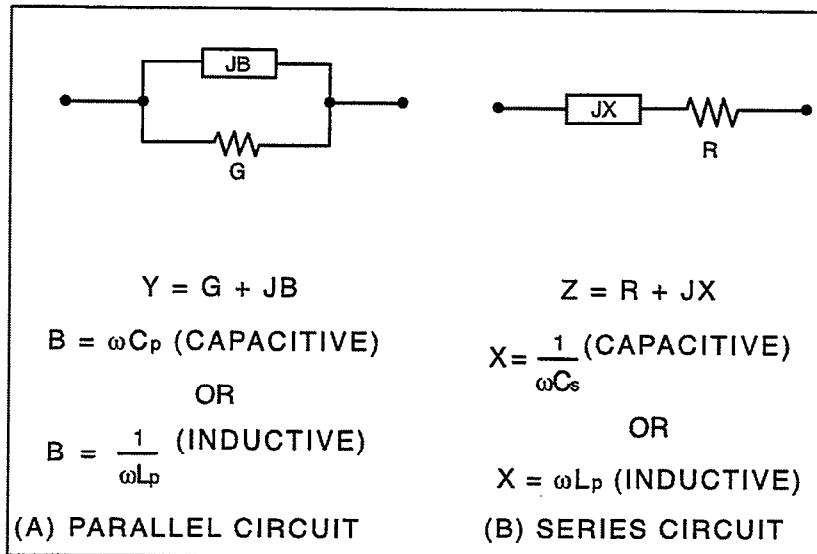 JB
G
Y = G + JB
B = ωCp (CAPACITIVE)
OR
B = 1/ωLp (INDUCTIVE)
(A) PARALLEL CIRCUIT
JX
R
Z = R + JX
X= 1/ωCs (CAPACITIVE)
OR
X = ωLp (INDUCTIVE)
(B) SERIES CIRCUIT